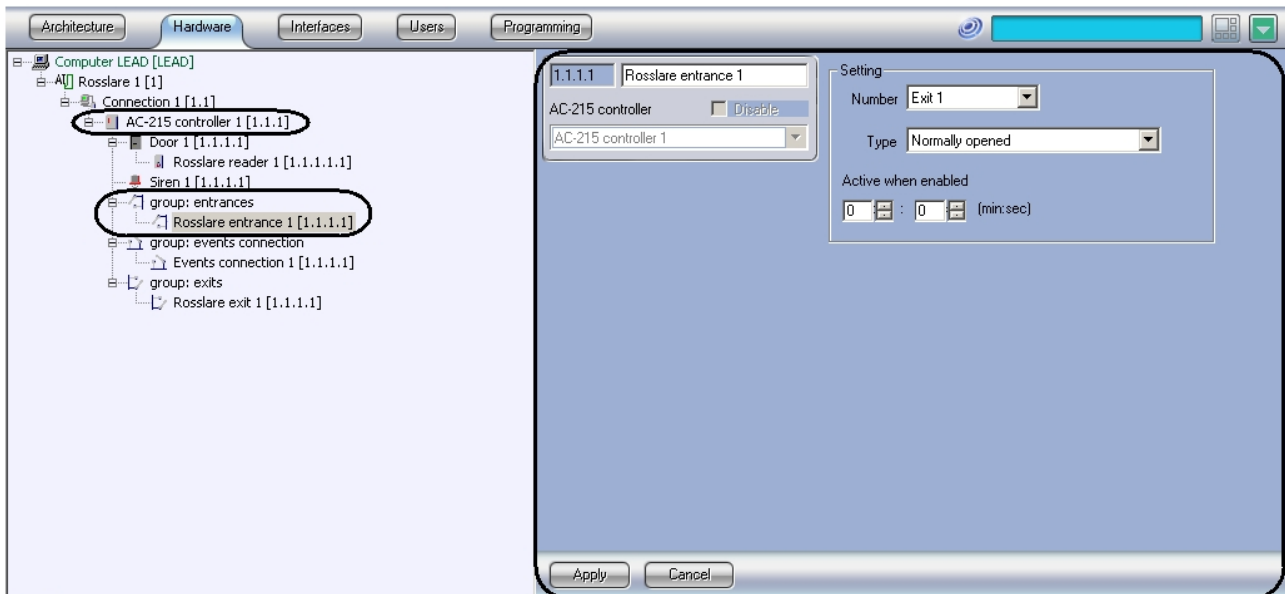 Architecture Hardware Interfaces Users Programming
Computer LEAD [LEAD]
Rosslare 1 [1]
Connection 1 [1.1]
AC-215 controller 1 [1.1.1]
Door 1 [1.1.1.1]
Rosslare reader 1 [1.1.1.1.1]
Siren 1 [1.1.1.1]
group: entrances
Rosslare entrance 1 [1.1.1.1]
group: events connection
Events connection 1 [1.1.1.1]
group: exits
Rosslare exit 1 [1.1.1.1]
1.1.1.1 Rosslare entrance 1
AC-215 controller Disable
AC-215 controller 1
Setting
Number Exit 1
Type Normally opened
Active when enabled
0 : 0 (min:sec)
Apply Cancel